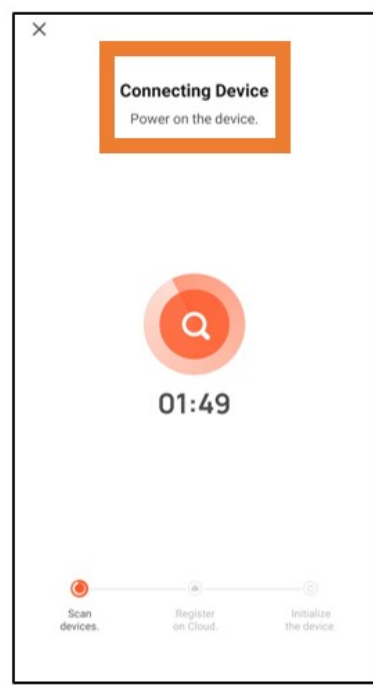 Connecting Device
Power on the device.
01:49
Scan
devices.
Register
on Cloud.
Initialize
the device